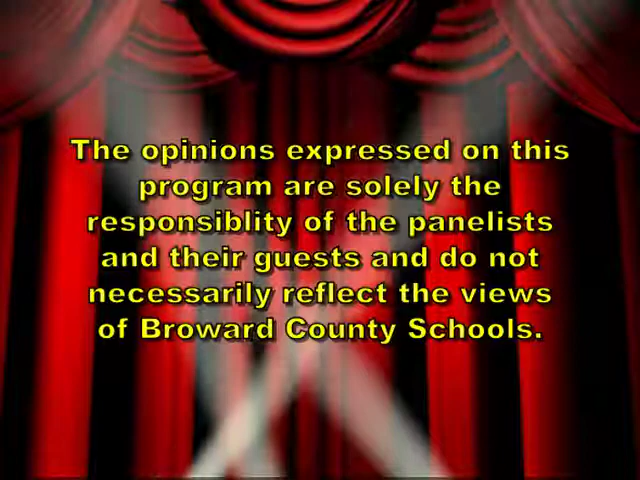 The opinions expressed on this
program are solely the
responsiblity of the panelists
and their guests and do not
necessarily reflect the views
of Broward County Schools.